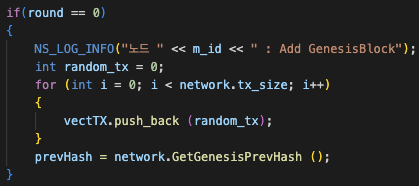 if(round == 0)
{
    NS_LOG_INFO("노드 " << m_id << " : Add GenesisBlock");
    int random_tx = 0;
    for (int i = 0; i < network.tx_size; i++)
    {
        vectTX.push_back (random_tx);
    }
    prevHash = network.GetGenesisPrevHash ();
}